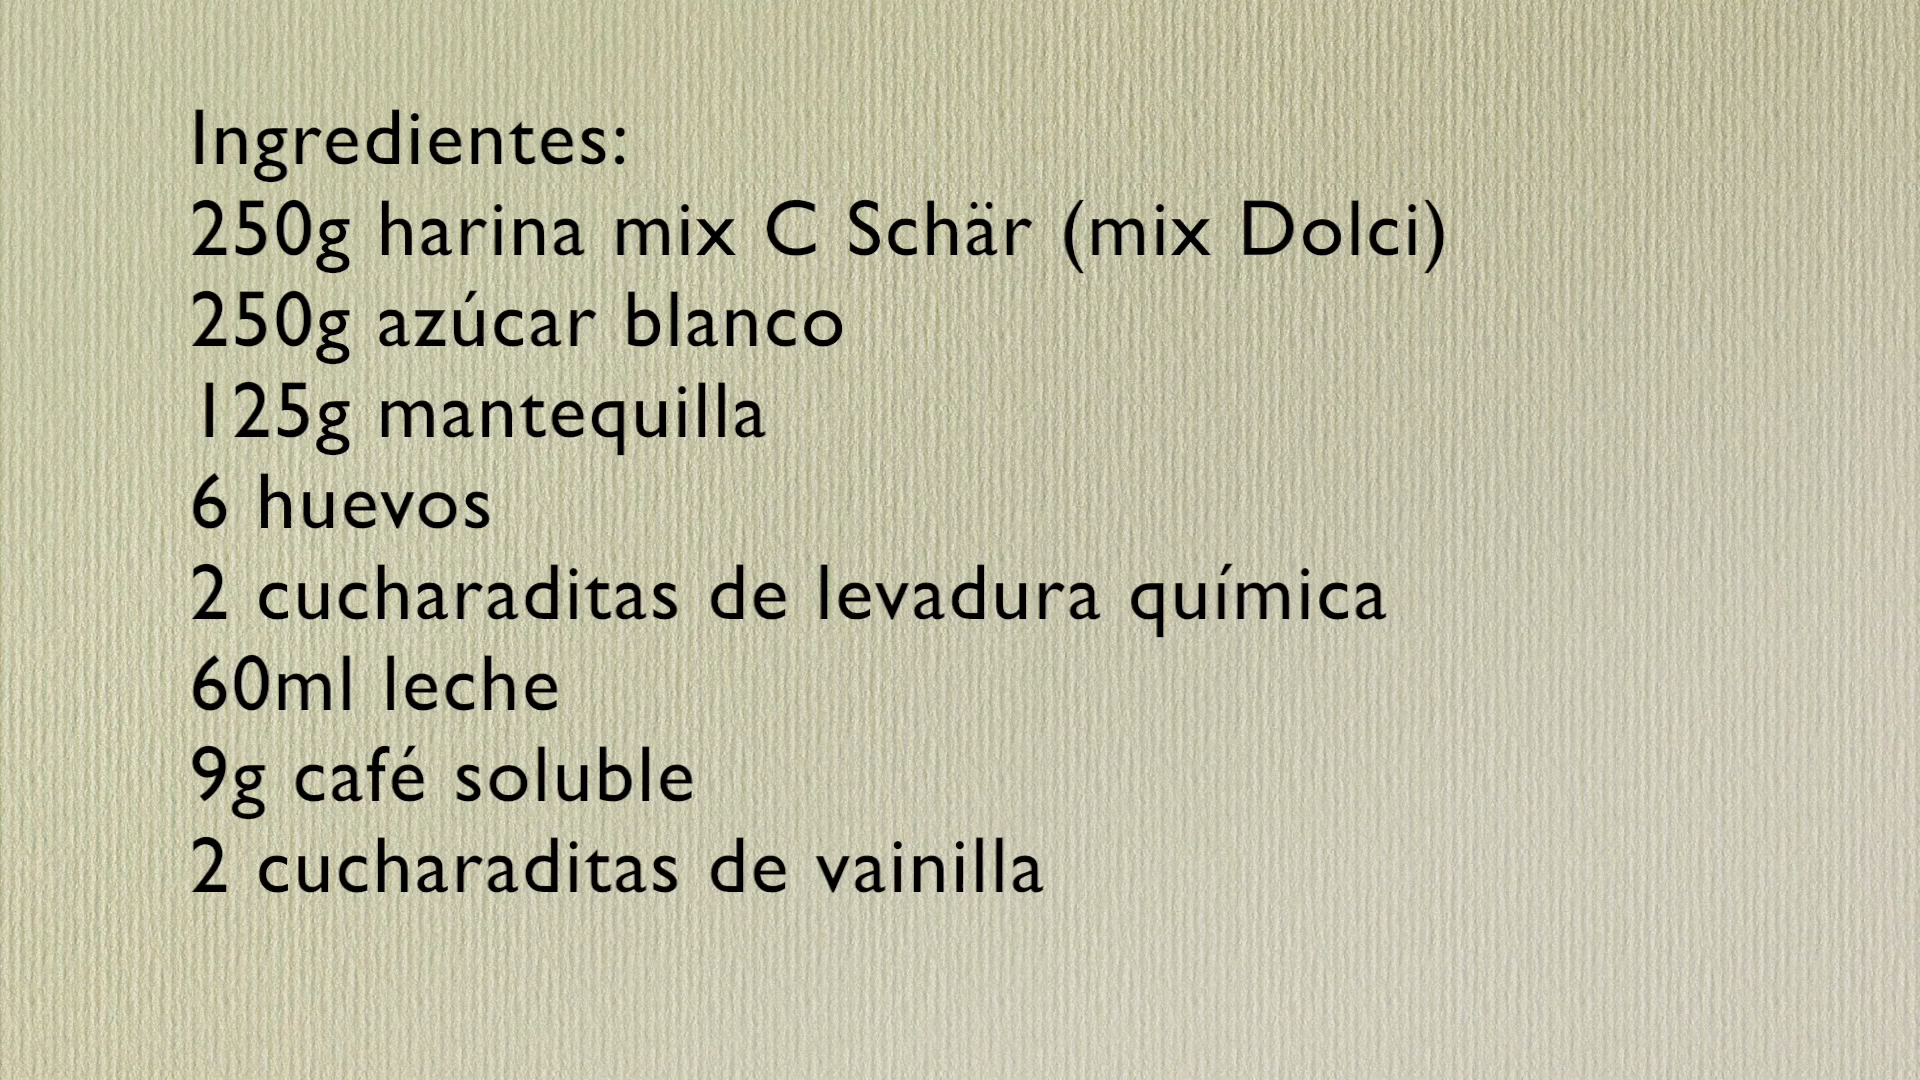 Ingredientes:
250g harina mix C Schär (mix Dolci)
250g azúcar blanco
125g mantequilla
6 huevos
2 cucharaditas de levadura química
60ml leche
9g café soluble
2 cucharaditas de vainilla